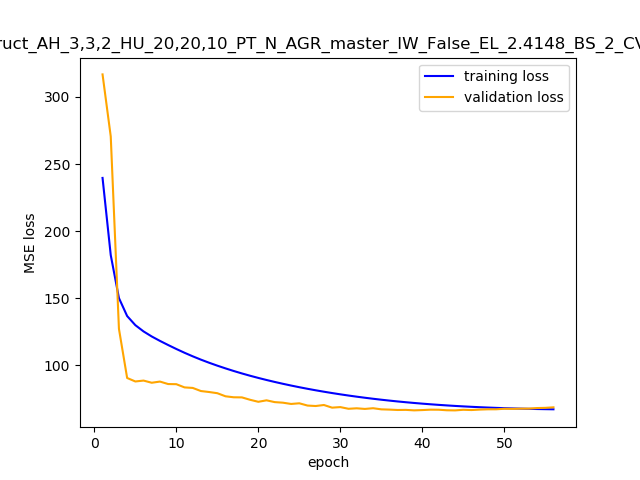 ruct_AH_3,3,2_HU_20,20,10_PT_N_AGR_master_IW_False_EL_2.4148_BS_2_CV
training loss
validation loss
MSE loss
300
250
200
150
100
0 10 20 30 40 50
epoch